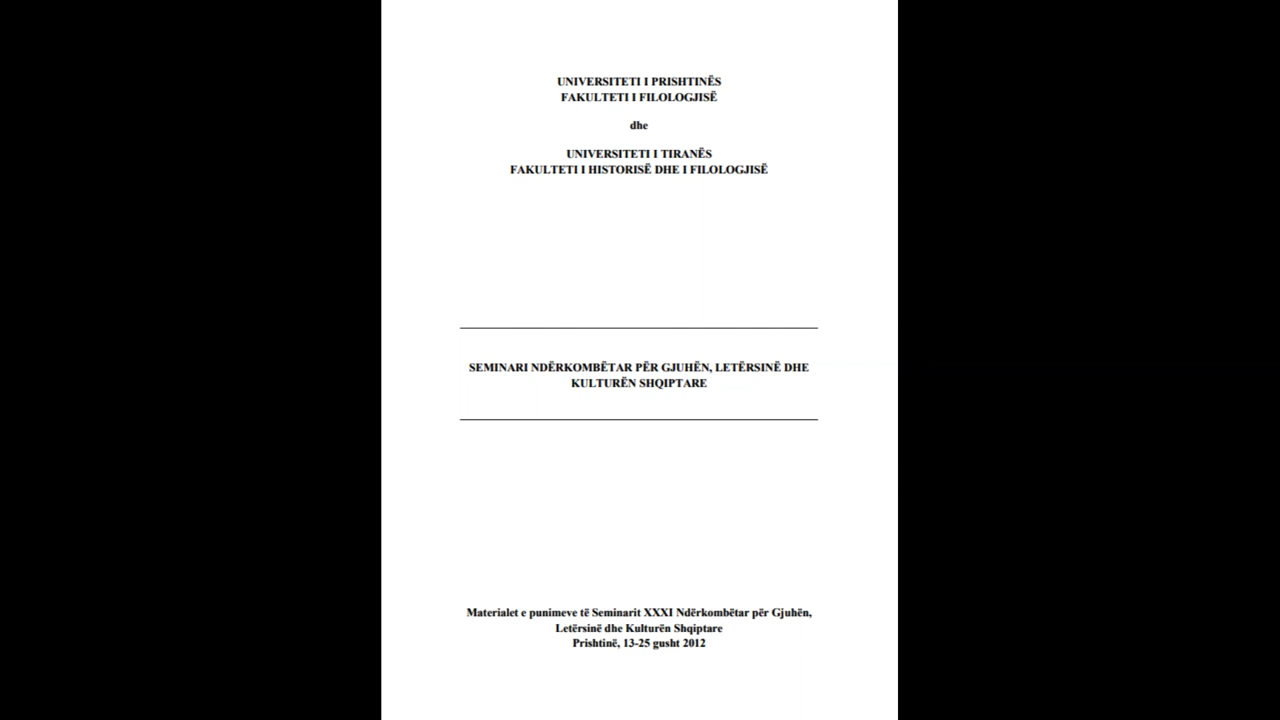 UNIVERSITETI I PRISHTINËS
FAKULTETI I FILOLOGJISË
dhe
UNIVERSITETI I TIRANËS
FAKULTETI I HISTORISË DHE I FILOLOGJISË
SEMINARI NDËRKOMBËTAR PËR GJUHËN, LETËRSINË DHE
KULTURËN SHQIPTARE
Materialet e punimeve të Seminarit XXXI Ndërkombëtar për Gjuhën,
Letërsinë dhe Kulturën Shqiptare
Prishtinë, 13-25 gusht 2012